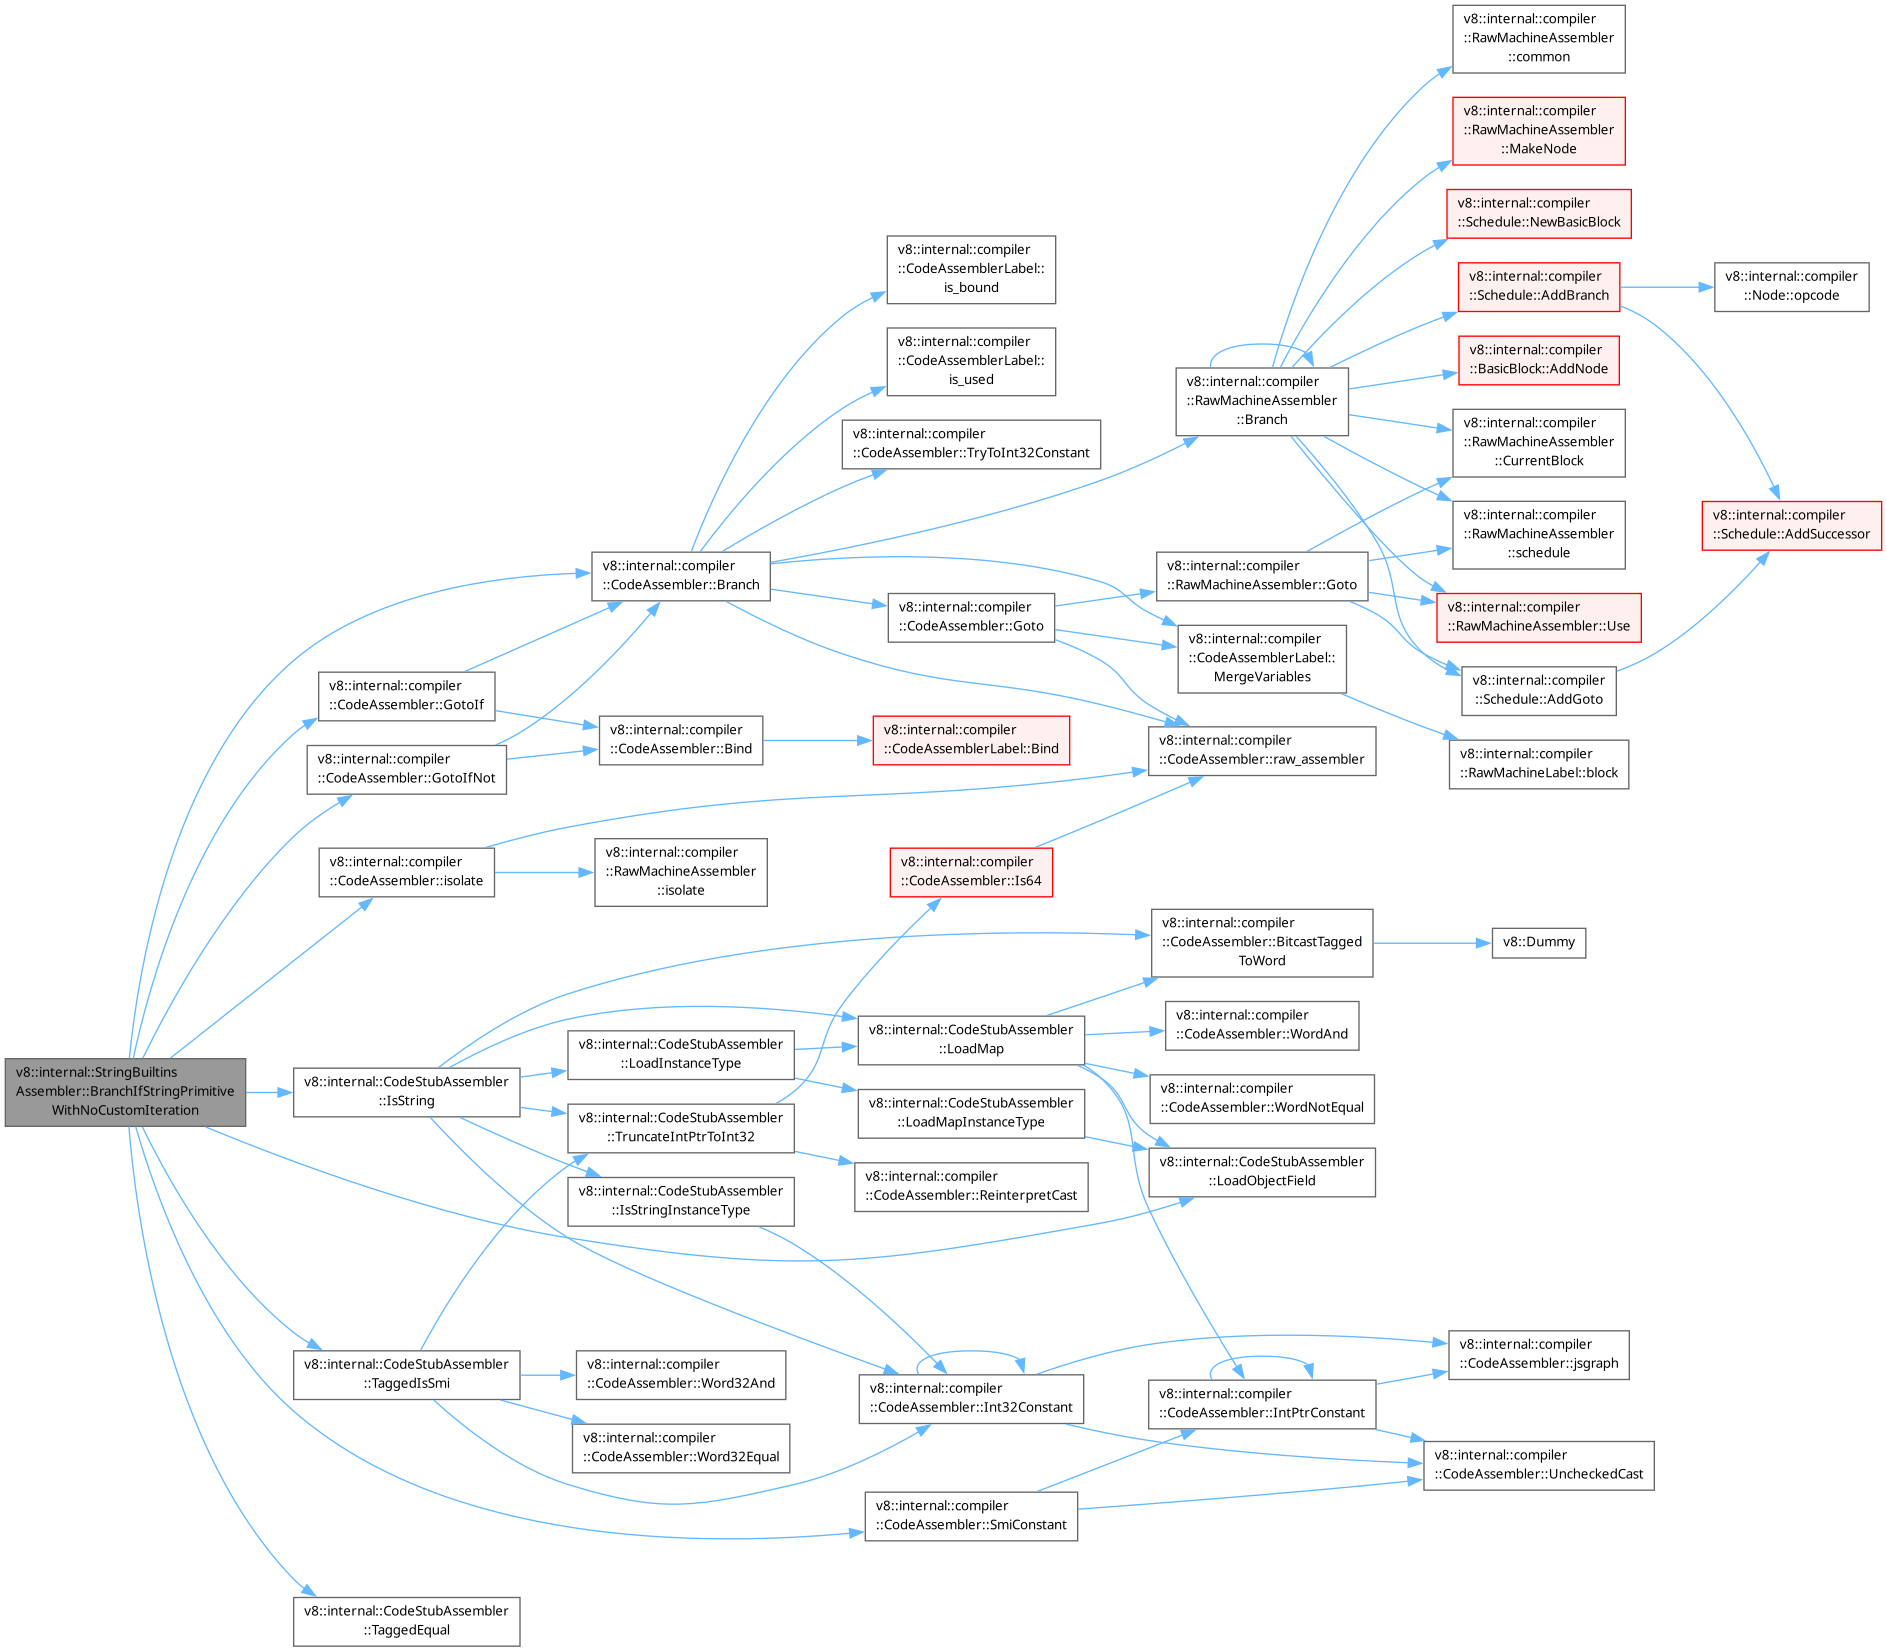 v8::internal::compiler
::RawMachineAssembler
::common
v8::internal::compiler
::RawMachineAssembler
::MakeNode
v8::internal::compiler
::Schedule::NewBasicBlock
v8::internal::compiler
::CodeAssemblerLabel::
is_bound
v8::internal::compiler
::Schedule::AddBranch
v8::internal::compiler
::Node::opcode
v8::internal::compiler
::CodeAssemblerLabel::
is_used
v8::internal::compiler
::BasicBlock::AddNode
v8::internal::compiler
::RawMachineAssembler
::Branch
v8::internal::compiler
::CodeAssembler::TryToInt32Constant
v8::internal::compiler
::RawMachineAssembler
::CurrentBlock
v8::internal::compiler
::RawMachineAssembler
::schedule
v8::internal::compiler
::Schedule::AddSuccessor
v8::internal::compiler
::CodeAssembler::Branch
v8::internal::compiler
::RawMachineAssembler::Goto
v8::internal::compiler
::CodeAssembler::Goto
v8::internal::compiler
::RawMachineAssembler::Use
v8::internal::compiler
::CodeAssemblerLabel::
MergeVariables
v8::internal::compiler
::Schedule::AddGoto
v8::internal::compiler
::CodeAssembler::GotoIf
v8::internal::compiler
::CodeAssembler::Bind
v8::internal::compiler
::CodeAssemblerLabel::Bind
v8::internal::compiler
::CodeAssembler::raw_assembler
v8::internal::compiler
::RawMachineLabel::block
v8::internal::compiler
::CodeAssembler::GotoIfNot
v8::internal::compiler
::CodeAssembler::isolate
v8::internal::compiler
::RawMachineAssembler
::isolate
v8::internal::compiler
::CodeAssembler::Is64
v8::internal::compiler
::CodeAssembler::BitcastTagged
ToWord
v8::Dummy
v8::internal::CodeStubAssembler
::LoadMap
v8::internal::compiler
::CodeAssembler::WordAnd
v8::internal::CodeStubAssembler
::LoadInstanceType
v8::internal::StringBuiltins
Assembler::BranchIfStringPrimitive
WithNoCustomIteration
v8::internal::CodeStubAssembler
::IsString
v8::internal::compiler
::CodeAssembler::WordNotEqual
v8::internal::CodeStubAssembler
::LoadMapInstanceType
v8::internal::CodeStubAssembler
::TruncateIntPtrToInt32
v8::internal::CodeStubAssembler
::LoadObjectField
v8::internal::compiler
::CodeAssembler::ReinterpretCast
v8::internal::CodeStubAssembler
::IsStringInstanceType
v8::internal::compiler
::CodeAssembler::jsgraph
v8::internal::CodeStubAssembler
::TaggedIsSmi
v8::internal::compiler
::CodeAssembler::Word32And
v8::internal::compiler
::CodeAssembler::Int32Constant
v8::internal::compiler
::CodeAssembler::IntPtrConstant
v8::internal::compiler
::CodeAssembler::Word32Equal
v8::internal::compiler
::CodeAssembler::UncheckedCast
v8::internal::compiler
::CodeAssembler::SmiConstant
v8::internal::CodeStubAssembler
::TaggedEqual